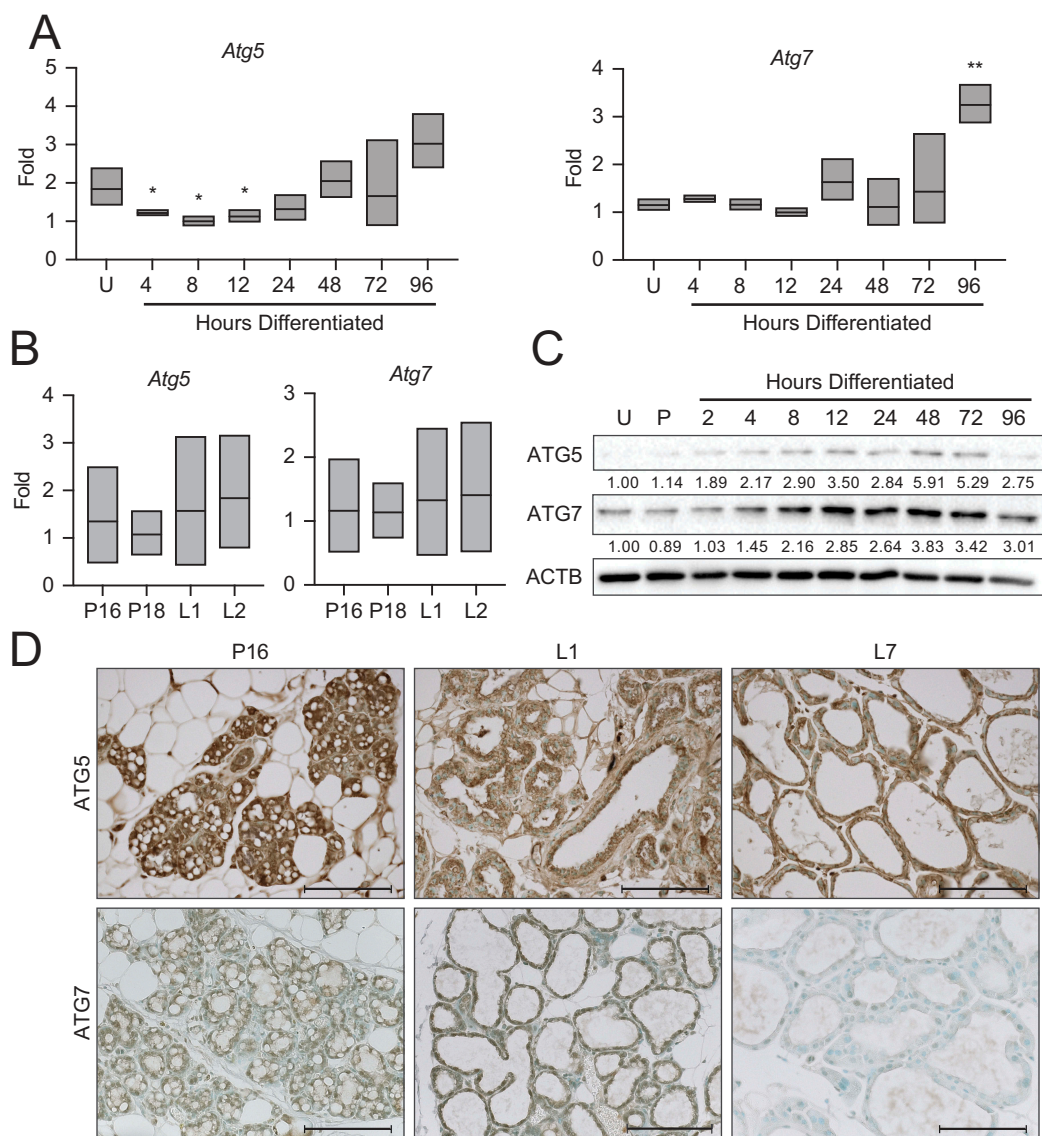 A
Atg5
5
4
3
2
1
0
Fold
* * *
U 4 8 12 24 48 72 96
Hours Differentiated
Atg7
4
3
2
1
0
Fold
**
U 4 8 12 24 48 72 96
Hours Differentiated
B
Atg5
4
3
2
1
0
Fold
P16 P18 L1 L2
Atg7
3
2
1
0
P16 P18 L1 L2
C
Hours Differentiated
U P 2 4 8 12 24 48 72 96
ATG5
1.00 1.14 1.89 2.17 2.90 3.50 2.84 5.91 5.29 2.75
ATG7
1.00 0.89 1.03 1.45 2.16 2.85 2.64 3.83 3.42 3.01
ACTB
D
P16 L1 L7
ATG5
ATG7